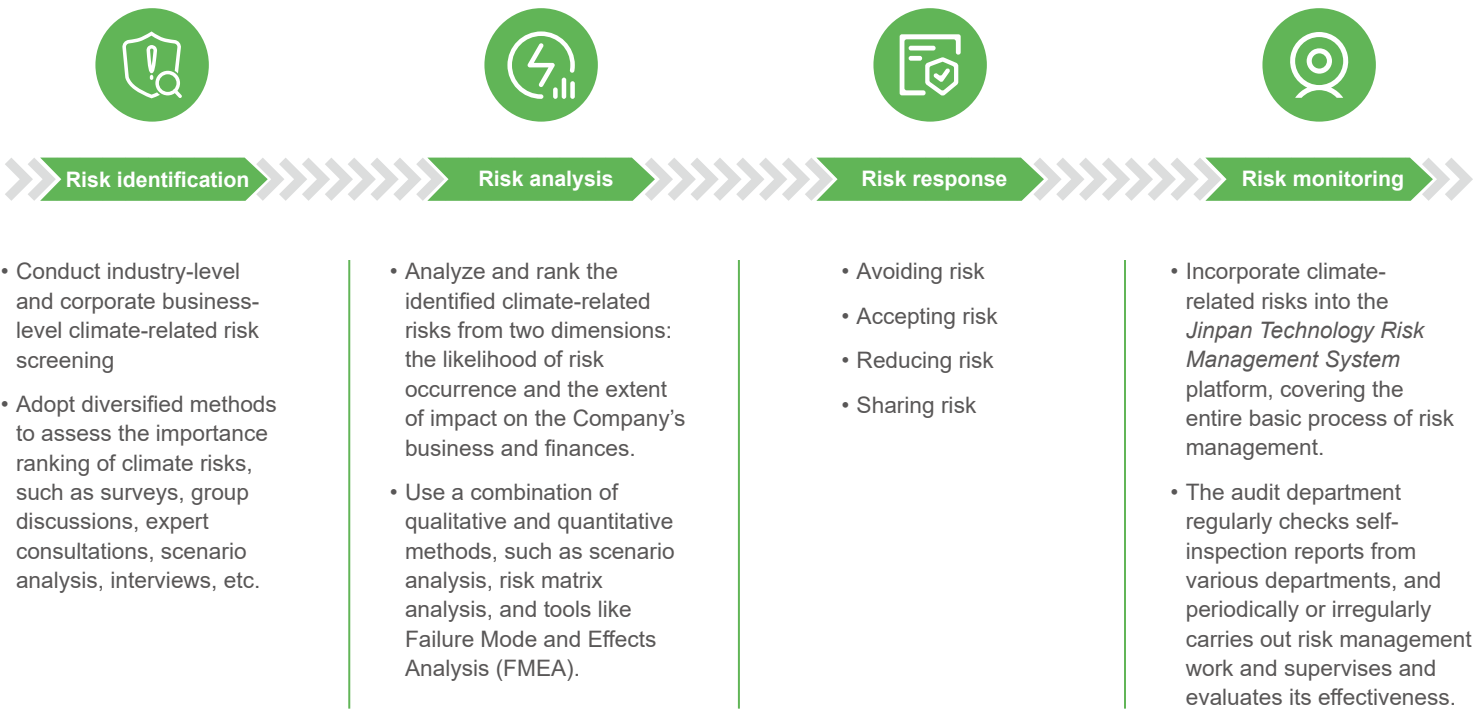 Risk identification
Risk analysis
Risk response
Risk monitoring
• Conduct industry-level
and corporate business-
level climate-related risk
screening
• Adopt diversified methods
to assess the importance
ranking of climate risks,
such as surveys, group
discussions, expert
consultations, scenario
analysis, interviews, etc.
• Analyze and rank the
identified climate-related
risks from two dimensions:
the likelihood of risk
occurrence and the extent
of impact on the Company’s
business and finances.
• Use a combination of
qualitative and quantitative
methods, such as scenario
analysis, risk matrix
analysis, and tools like
Failure Mode and Effects
Analysis (FMEA).
• Avoiding risk
• Accepting risk
• Reducing risk
• Sharing risk
• Incorporate climate-
related risks into the
Jinpan Technology Risk
Management System
platform, covering the
entire basic process of risk
management.
• The audit department
regularly checks self-
inspection reports from
various departments, and
periodically or irregularly
carries out risk management
work and supervises and
evaluates its effectiveness.